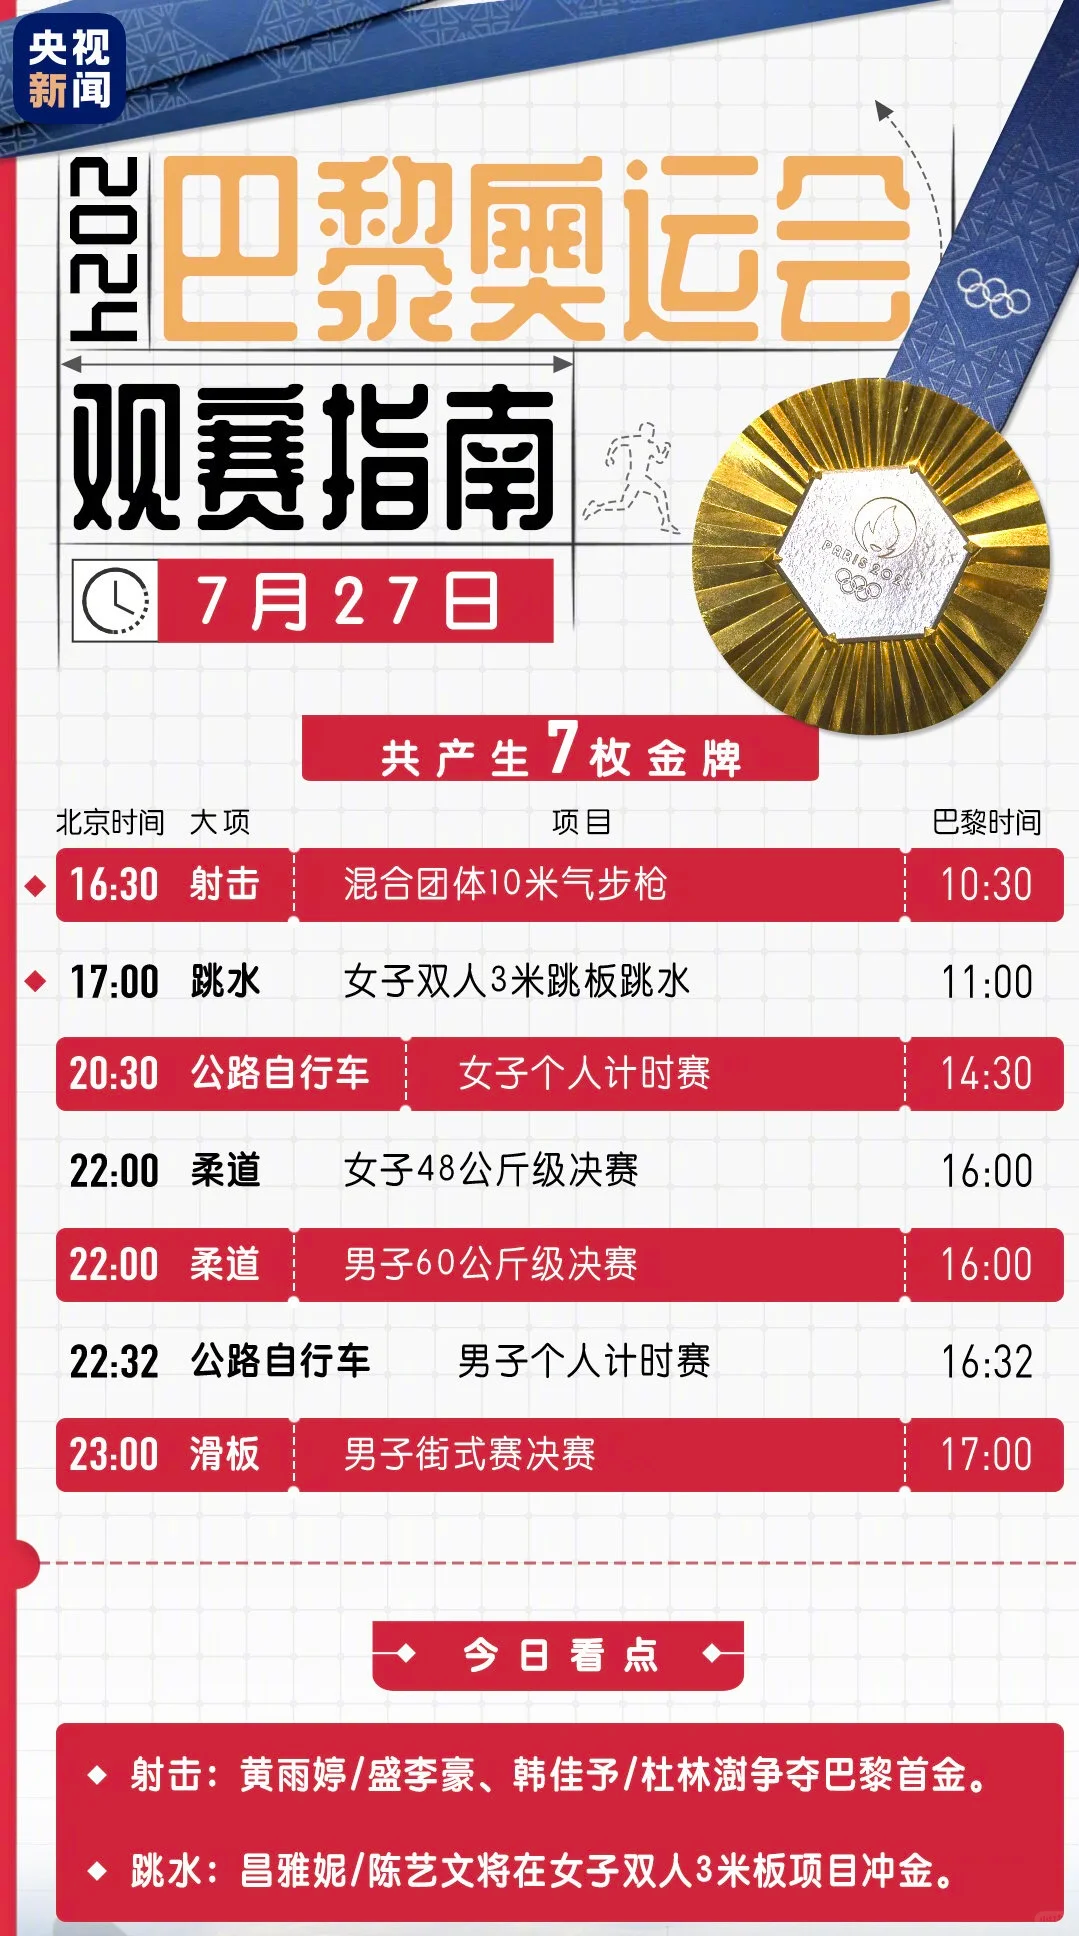 央视
新闻
2024
巴黎奥运会
观赛指南
7月27日
PARIS 2024
共产生7枚金牌
北京时间 大项 项目 巴黎时间
16:30 射击 混合团体10米气步枪 10:30
17:00 跳水 女子双人3米跳板跳水 11:00
20:30 公路自行车 女子个人计时赛 14:30
22:00 柔道 女子48公斤级决赛 16:00
22:00 柔道 男子60公斤级决赛 16:00
22:32 公路自行车 男子个人计时赛 16:32
23:00 滑板 男子街式赛决赛 17:00
今日看点
射击：黄雨婷/盛李豪、韩佳予/杜林澍争夺巴黎首金。
跳水：昌雅妮/陈艺文将在女子双人3米板项目冲金。